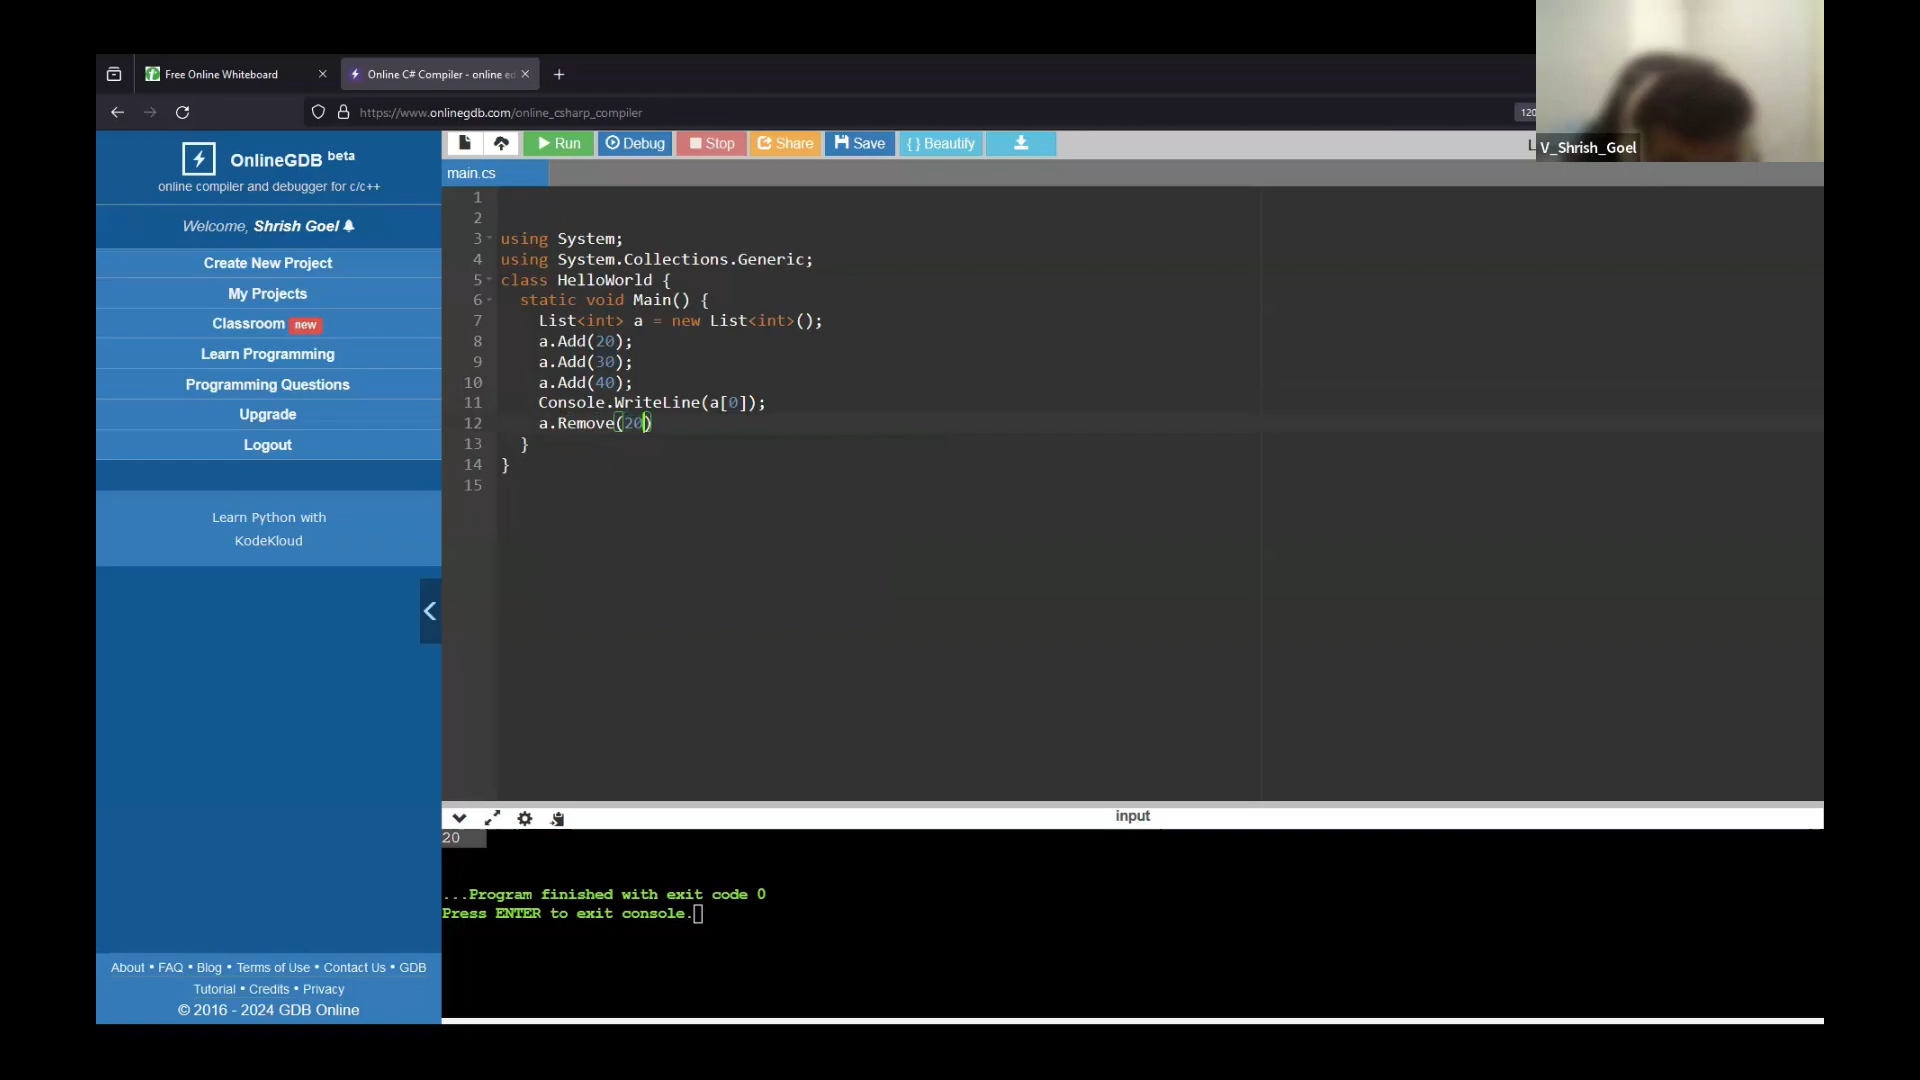 Free Online Whiteboard
Online C# Compiler - online ed
https://www.onlinegdb.com/online_csharp_compiler
120
V_Shrish_Goel
OnlineGDB beta
online compiler and debugger for c/c++
Welcome, Shrish Goel
Create New Project
My Projects
Classroom new
Learn Programming
Programming Questions
Upgrade
Logout
Learn Python with
KodeKloud
About • FAQ • Blog • Terms of Use • Contact Us • GDB
Tutorial • Credits • Privacy
© 2016 - 2024 GDB Online
Run Debug Stop Share Save { } Beautify
main.cs
1
2
3 using System;
4 using System.Collections.Generic;
5 class HelloWorld {
6 static void Main() {
7 List<int> a = new List<int>();
8 a.Add(20);
9 a.Add(30);
10 a.Add(40);
11 Console.WriteLine(a[0]);
12 a.Remove(20)
13 }
14 }
15
input
20
...Program finished with exit code 0
Press ENTER to exit console.